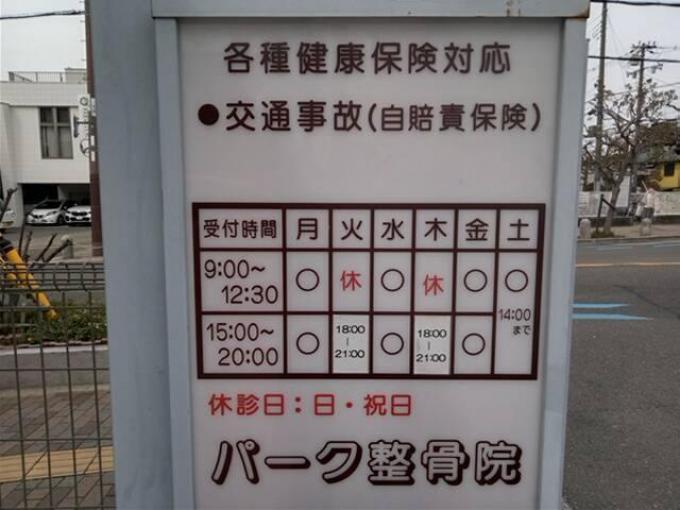 各種健康保険対応
●交通事故(自賠責保険)
受付時間 月 火 水 木 金 土
9:00〜 12:30 ○ 休 ○ 休 ○ ○ 14:00 まで
15:00〜 20:00 ○ 18:00 | 21:00 ○ 18:00 | 21:00 ○
休診日:日・祝日
パーク整骨院